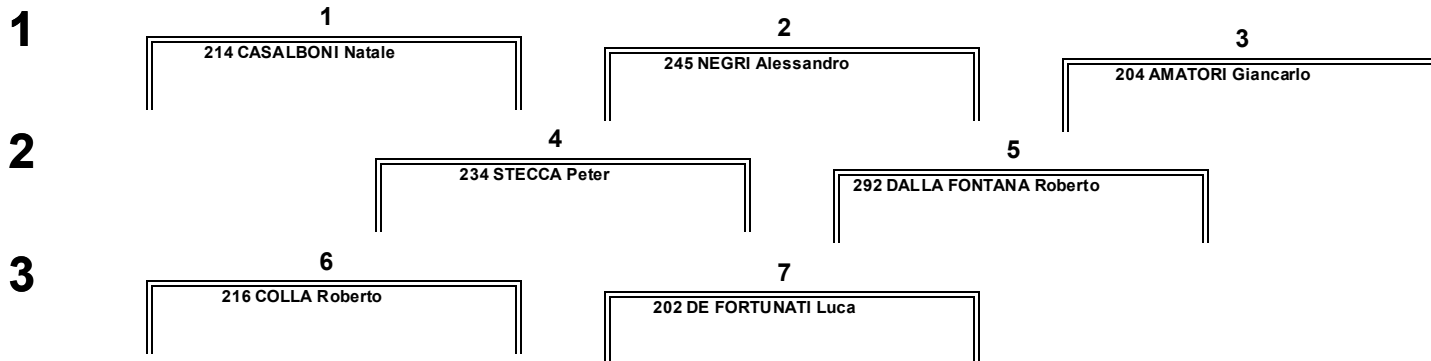 1
1
2
3
214 CASALBONI Natale
245 NEGRI Alessandro
204 AMATORI Giancarlo
2
4
5
234 STECCA Peter
292 DALLA FONTANA Roberto
3
6
7
216 COLLA Roberto
202 DE FORTUNATI Luca